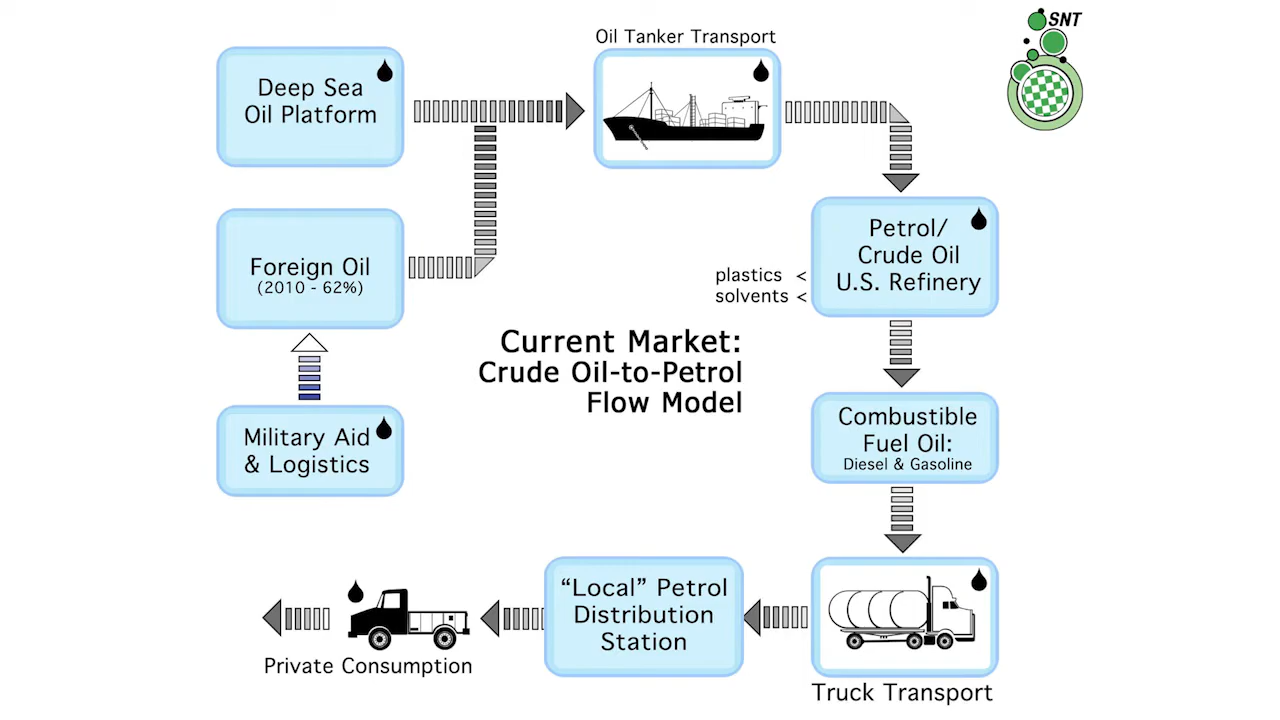 Oil Tanker Transport
SNT
Deep Sea
Oil Platform
Foreign Oil
(2010 - 62%)
Petrol/
Crude Oil
U.S. Refinery
plastics <
solvents <
Current Market:
Crude Oil-to-Petrol
Flow Model
Military Aid
& Logistics
Combustible
Fuel Oil:
Diesel & Gasoline
“Local” Petrol
Distribution
Station
Private Consumption
Truck Transport